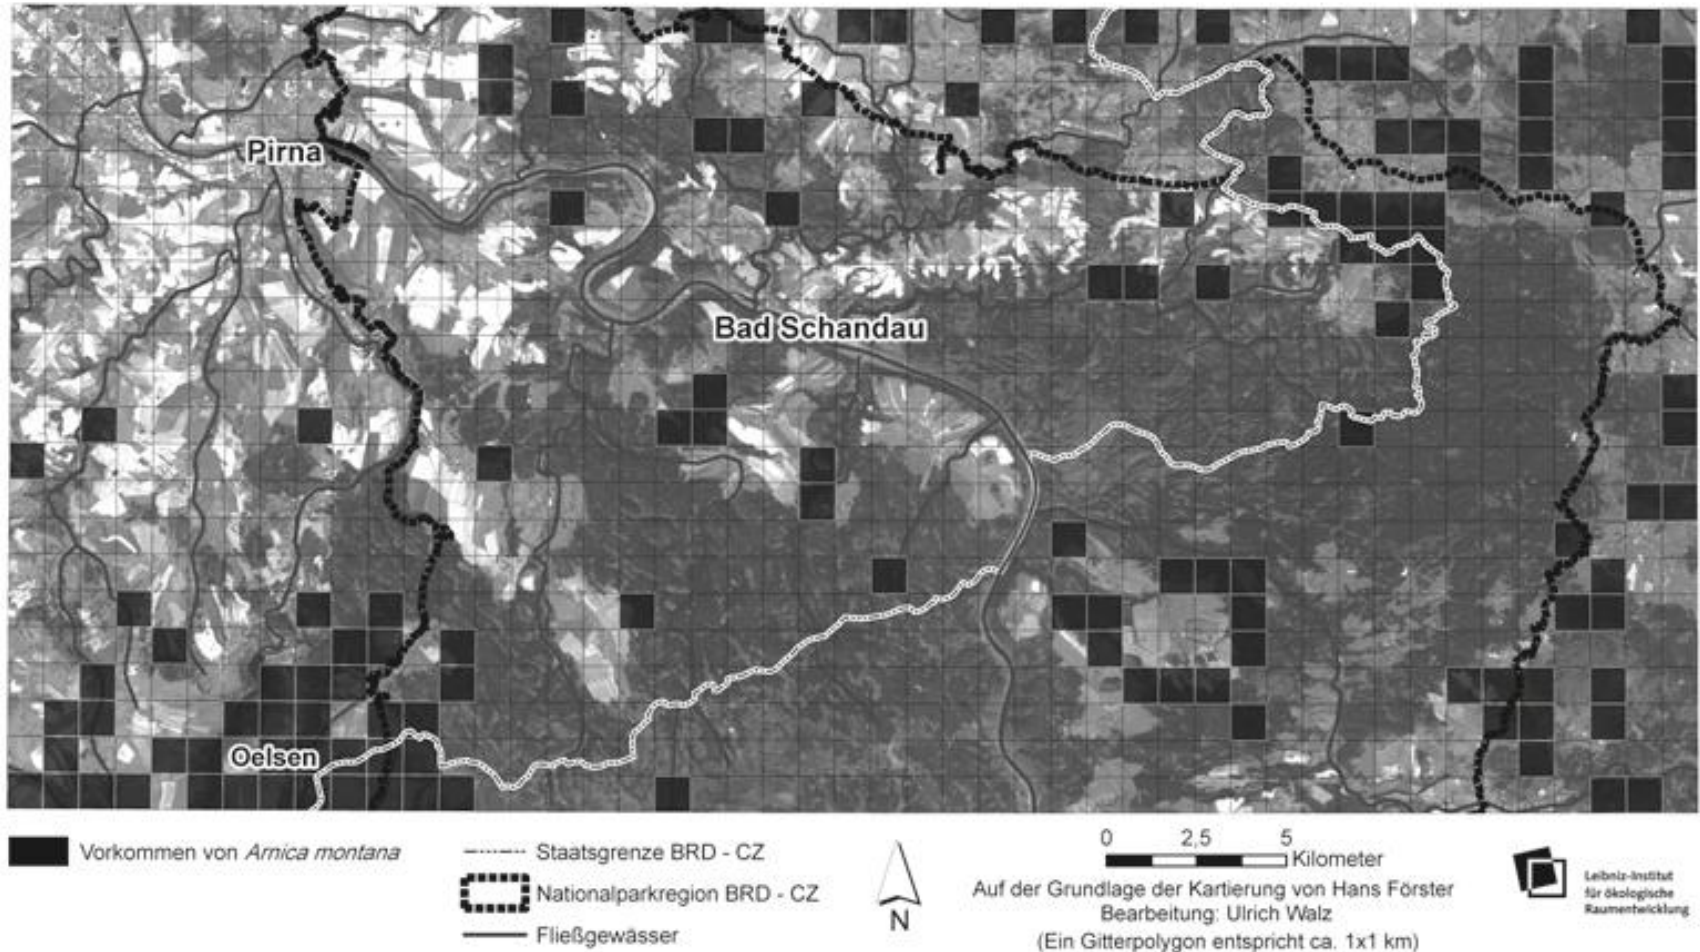 Pirna
Bad Schandau
Oelsen
Vorkommen von Arnica montana
Staatsgrenze BRD - CZ
Nationalparkregion BRD - CZ
Fließgewässer
N
0 2,5 5
Kilometer
Auf der Grundlage der Kartierung von Hans Förster
Bearbeitung: Ulrich Walz
(Ein Gitterpolygon entspricht ca. 1x1 km)
Leibniz-Institut
für ökologische
Raumentwicklung